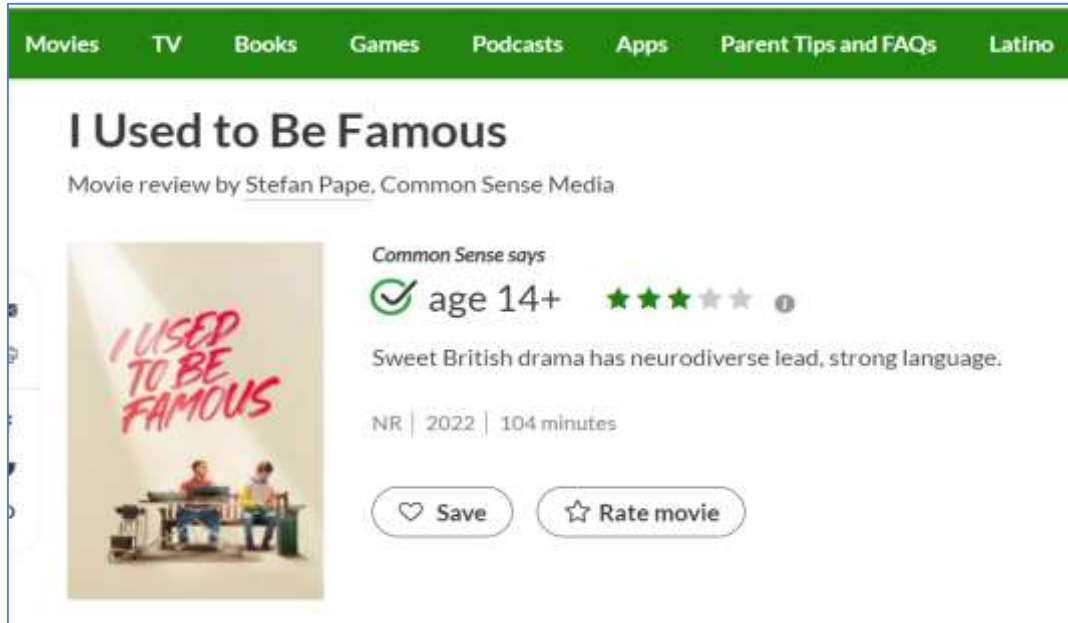 Movies TV Books Games Podcasts Apps Parent Tips and FAQs Latino
I Used to Be Famous
Movie review by Stefan Pape, Common Sense Media
I USED
TO BE
FAMOUS
Common Sense says
age 14+
Sweet British drama has neurodiverse lead, strong language.
NR | 2022 | 104 minutes
Save Rate movie